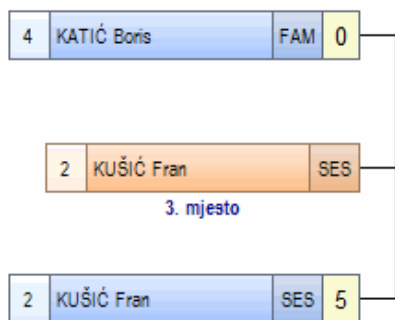 4 KATIĆ Boris FAM 0
2 KUŠIĆ Fran SES
3. mjesto
2 KUŠIĆ Fran SES 5